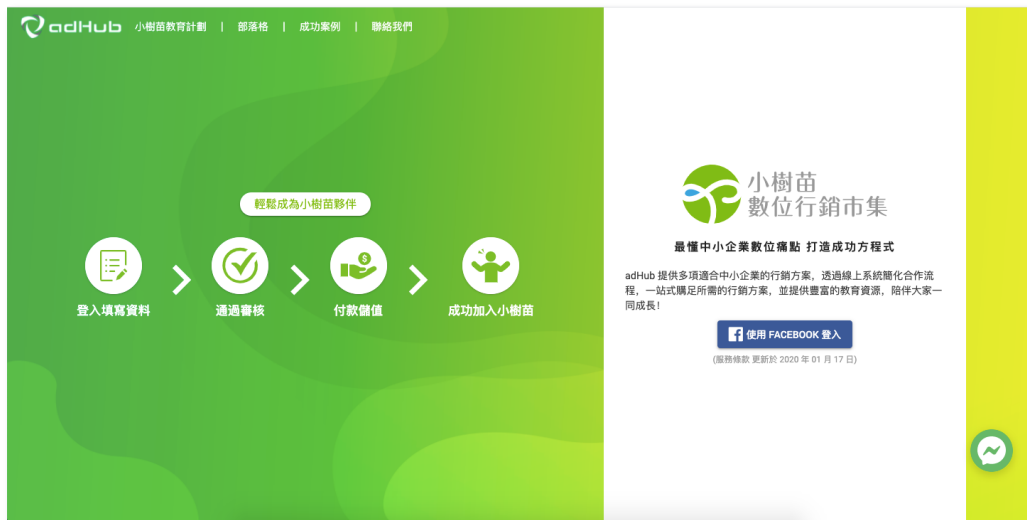 adHub 小樹苗教育計劃 | 部落格 | 成功案例 | 聯絡我們
輕鬆成為小樹苗夥伴
登入填寫資料
通過審核
付款儲值
成功加入小樹苗
小樹苗
數位行銷市集
最懂中小企業數位痛點 打造成功方程式
adHub 提供多項適合中小企業的行銷方案，透過線上系統簡化合作流
程，一站式購足所需的行銷方案，並提供豐富的教育資源，陪伴大家一
同成長！
使用 FACEBOOK 登入
(服務條款 更新於 2020 年 01 月 17 日)